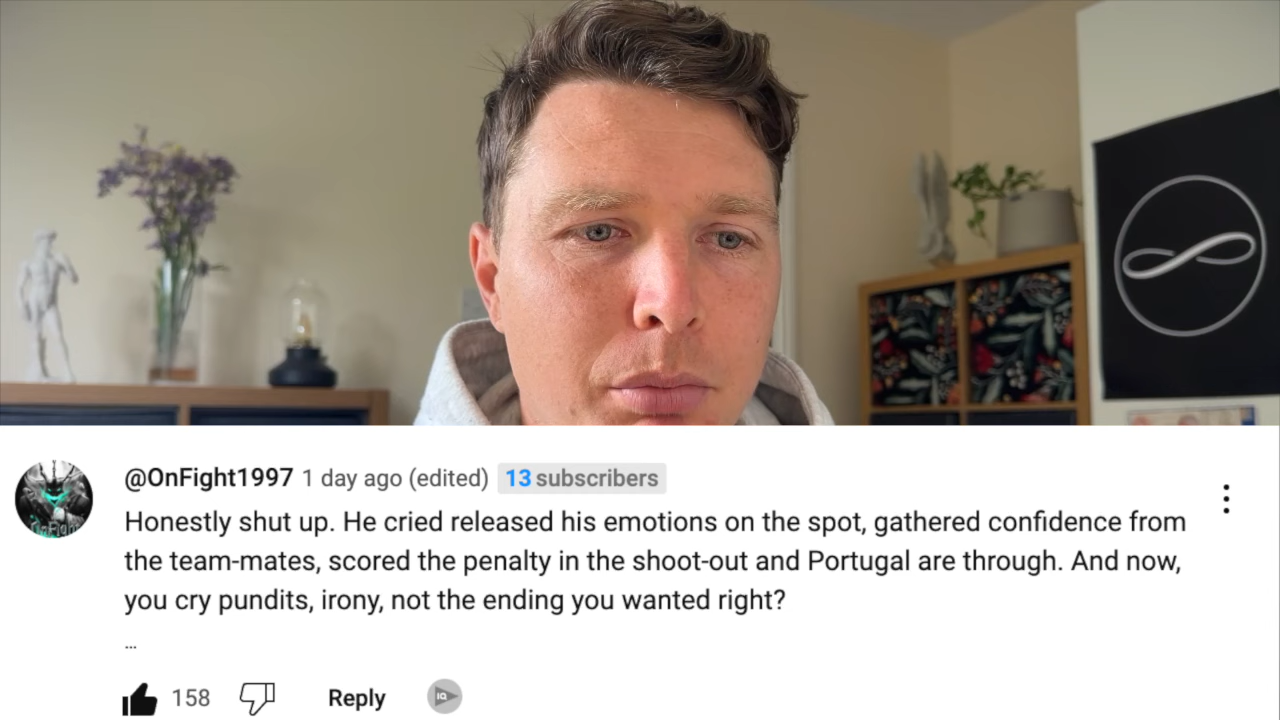 @OnFight1997 1 day ago (edited) 13 subscribers
Honestly shut up. He cried released his emotions on the spot, gathered confidence from
the team-mates, scored the penalty in the shoot-out and Portugal are through. And now,
you cry pundits, irony, not the ending you wanted right?
...
158 Reply IQ